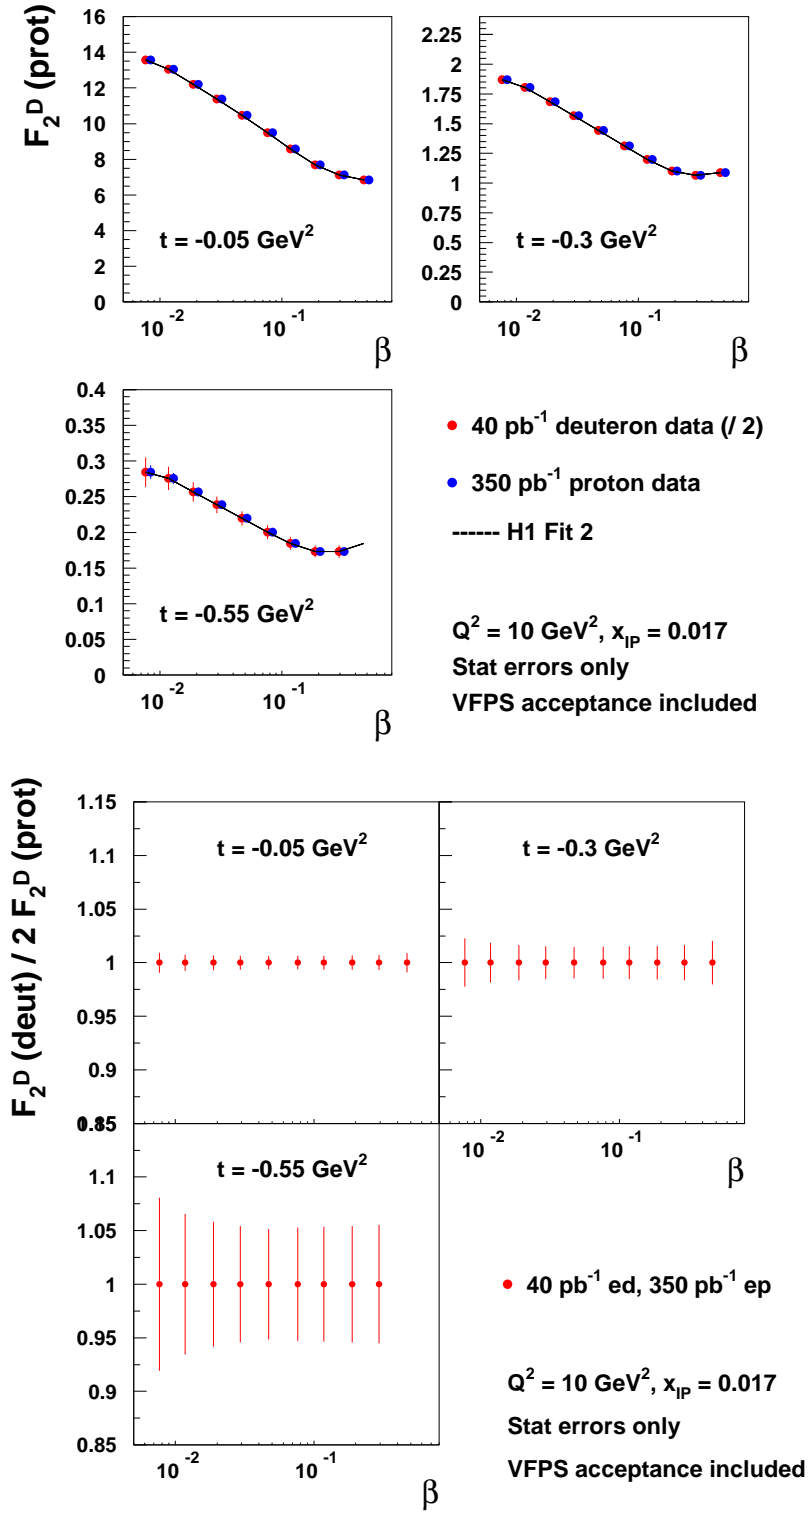 F₂ᴰ (prot)
16
14
12
10
8
6
4
2
0
t = -0.05 GeV²
10⁻²
10⁻¹
2.25
2
1.75
1.5
1.25
1
0.75
0.5
0.25
0
t = -0.3 GeV²
10⁻²
10⁻¹
β
β
0.4
0.35
0.3
0.25
0.2
0.15
0.1
0.05
0
t = -0.55 GeV²
10⁻²
10⁻¹
β
40 pb⁻¹ deuteron data (/ 2)
350 pb⁻¹ proton data
------ H1 Fit 2
Q² = 10 GeV², x_IP = 0.017
Stat errors only
VFPS acceptance included
F₂ᴰ (deut) / 2 F₂ᴰ (prot)
1.15
1.1
1.05
1
0.95
0.9
0.85
t = -0.05 GeV²
t = -0.3 GeV²
10⁻²
10⁻¹
β
1.15
1.1
1.05
1
0.95
0.9
0.85
t = -0.55 GeV²
10⁻²
10⁻¹
β
40 pb⁻¹ ed, 350 pb⁻¹ ep
Q² = 10 GeV², x_IP = 0.017
Stat errors only
VFPS acceptance included